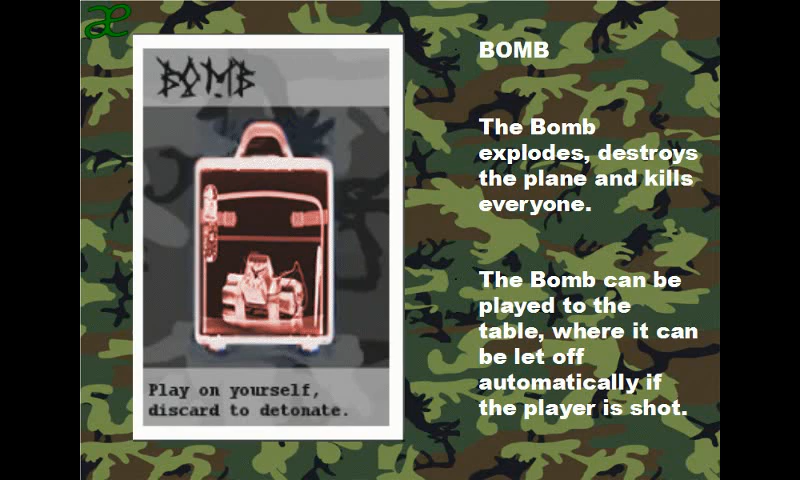 Æ
BOMB
Play on yourself,
discard to detonate.
BOMB
The Bomb
explodes, destroys
the plane and kills
everyone.
The Bomb can be
played to the
table, where it can
be let off
automatically if
the player is shot.